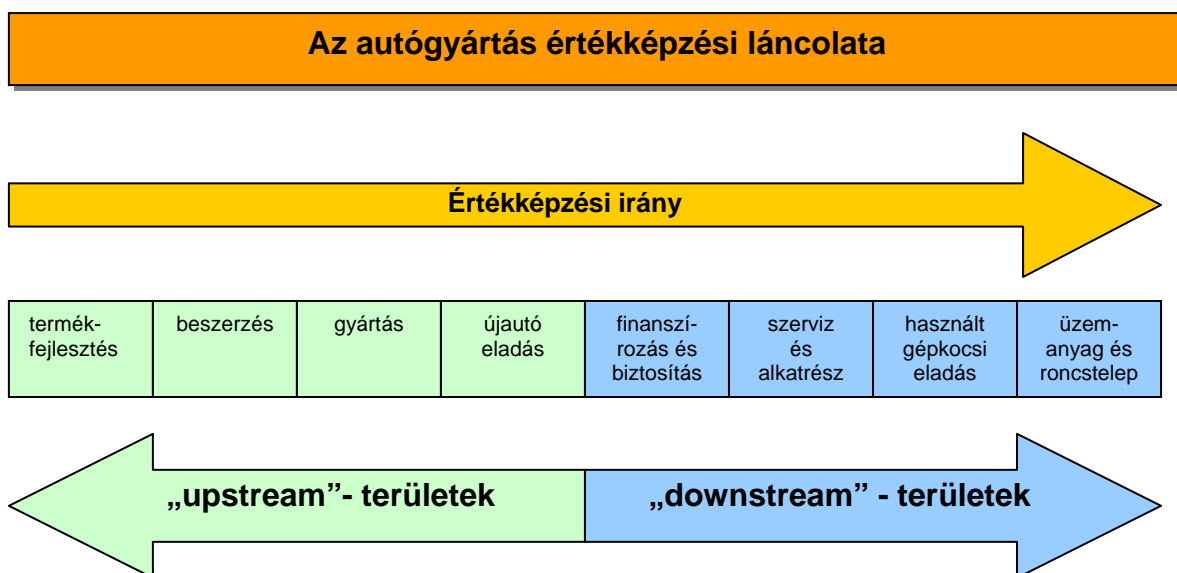 Az autógyártás értékképzési láncolata
Értékképzési irány
termék-
fejlesztés
beszerzés
gyártás
újautó
eladás
finanszí-
rozás és
biztosítás
szerviz
és
alkatrész
használt
gépkocsi
eladás
üzem-
anyag és
roncstelep
„upstream”- területek
„downstream” - területek